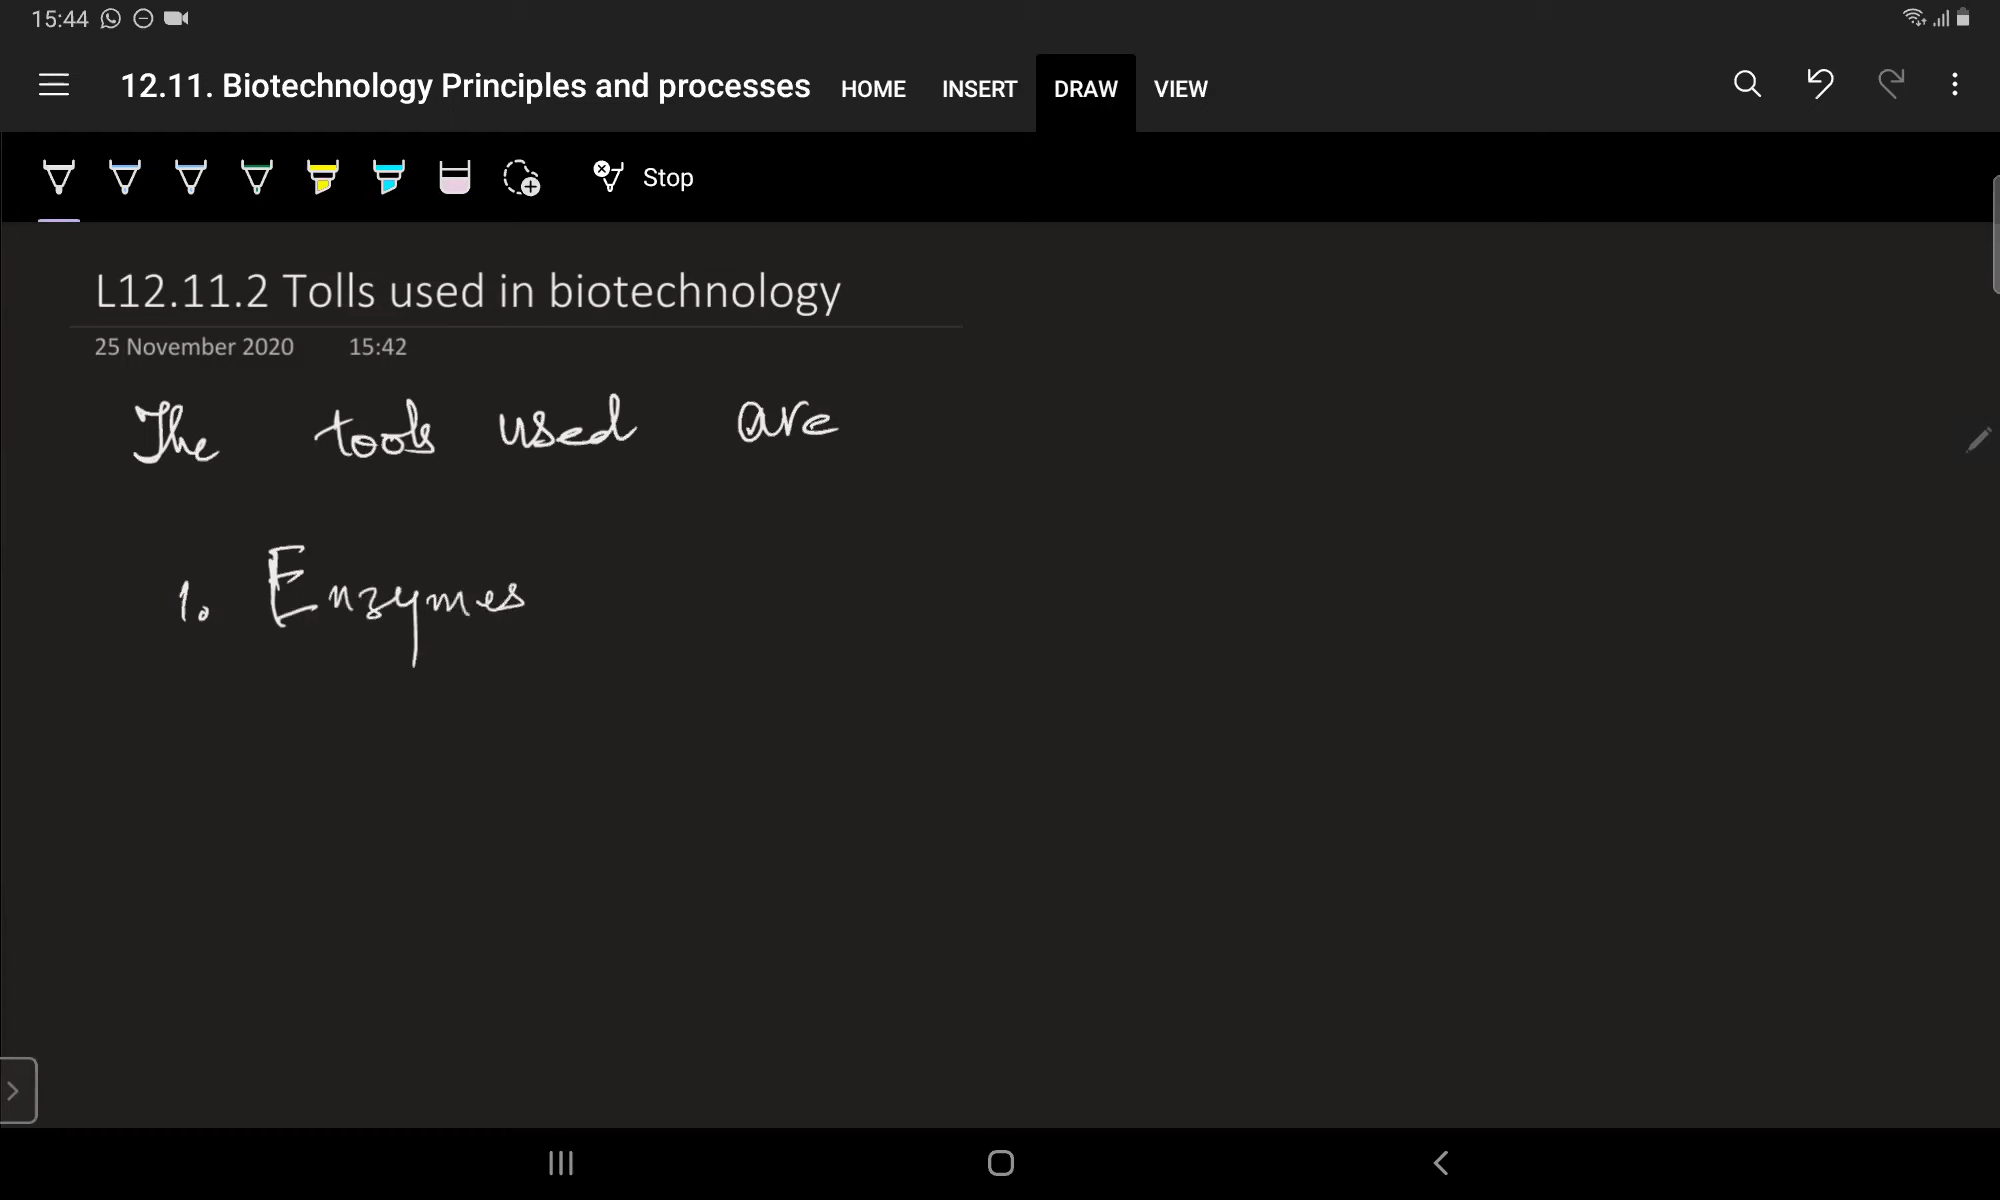 15:44
12.11. Biotechnology Principles and processes HOME INSERT DRAW VIEW
Stop
L12.11.2 Tolls used in biotechnology
25 November 2020 15:42
The tools used are
1. Enzymes